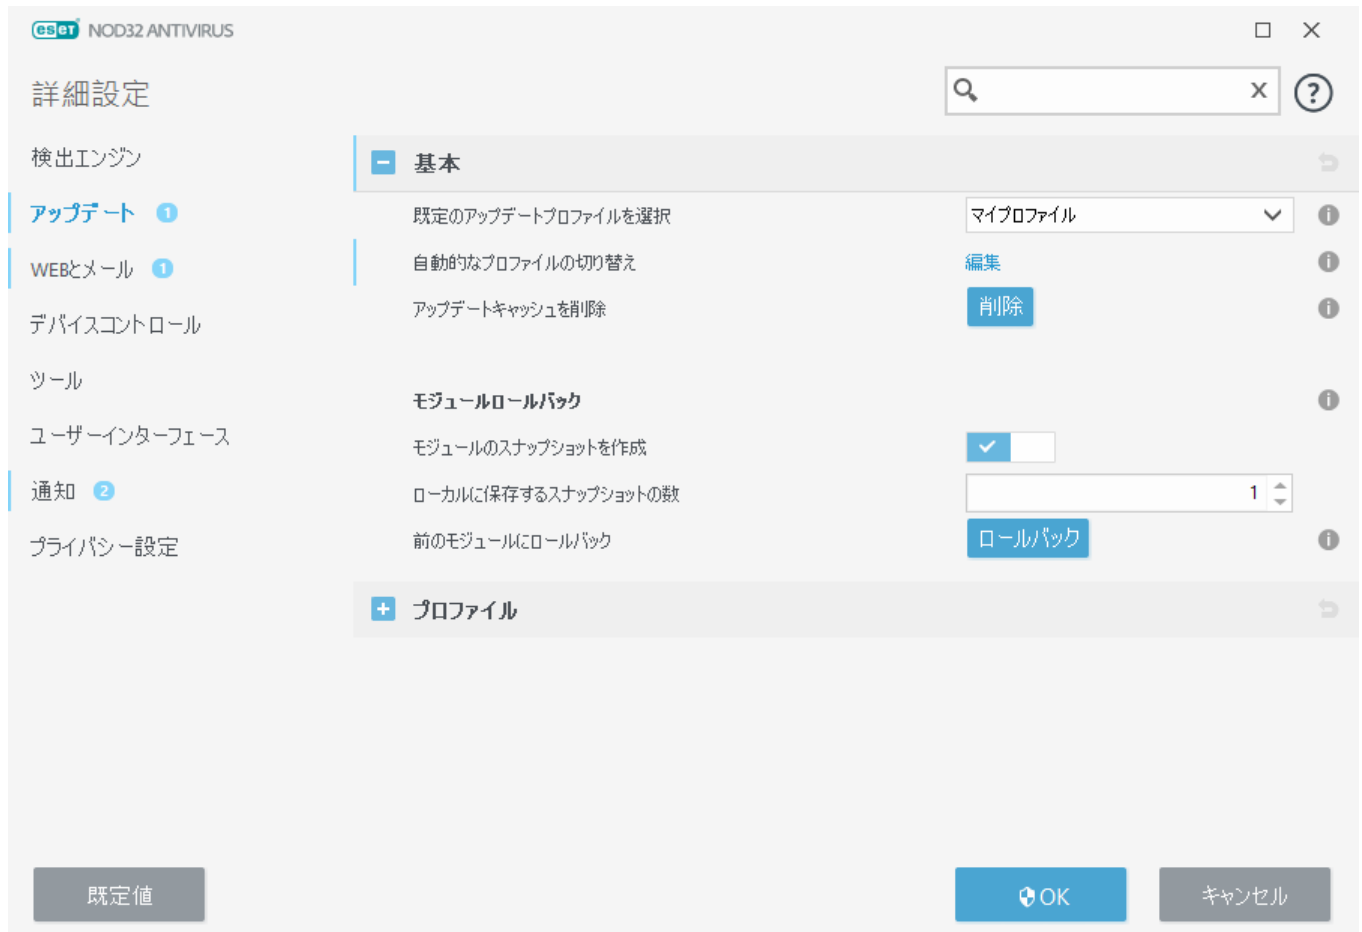 eseT NOD32 ANTIVIRUS
詳細設定
検出エンジン
アップデート 1
WEBとメール 1
デバイスコントロール
ツール
ユーザーインターフェース
通知 2
プライバシー設定
基本
既定のアップデートプロファイルを選択 マイプロファイル
自動的なプロファイルの切り替え 編集
アップデートキャッシュを削除 削除
モジュールロールバック
モジュールのスナップショットを作成
ローカルに保存するスナップショットの数 1
前のモジュールにロールバック ロールバック
プロファイル
既定値 OK キャンセル